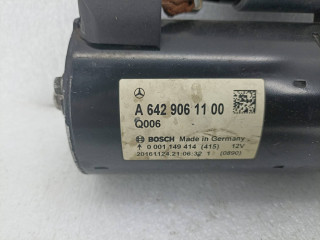 A 642 906 11 00
Q006
BOSCH Made in Germany
0 001 149 414 (415) 12V
20161124 21:06:32 1 (0890)